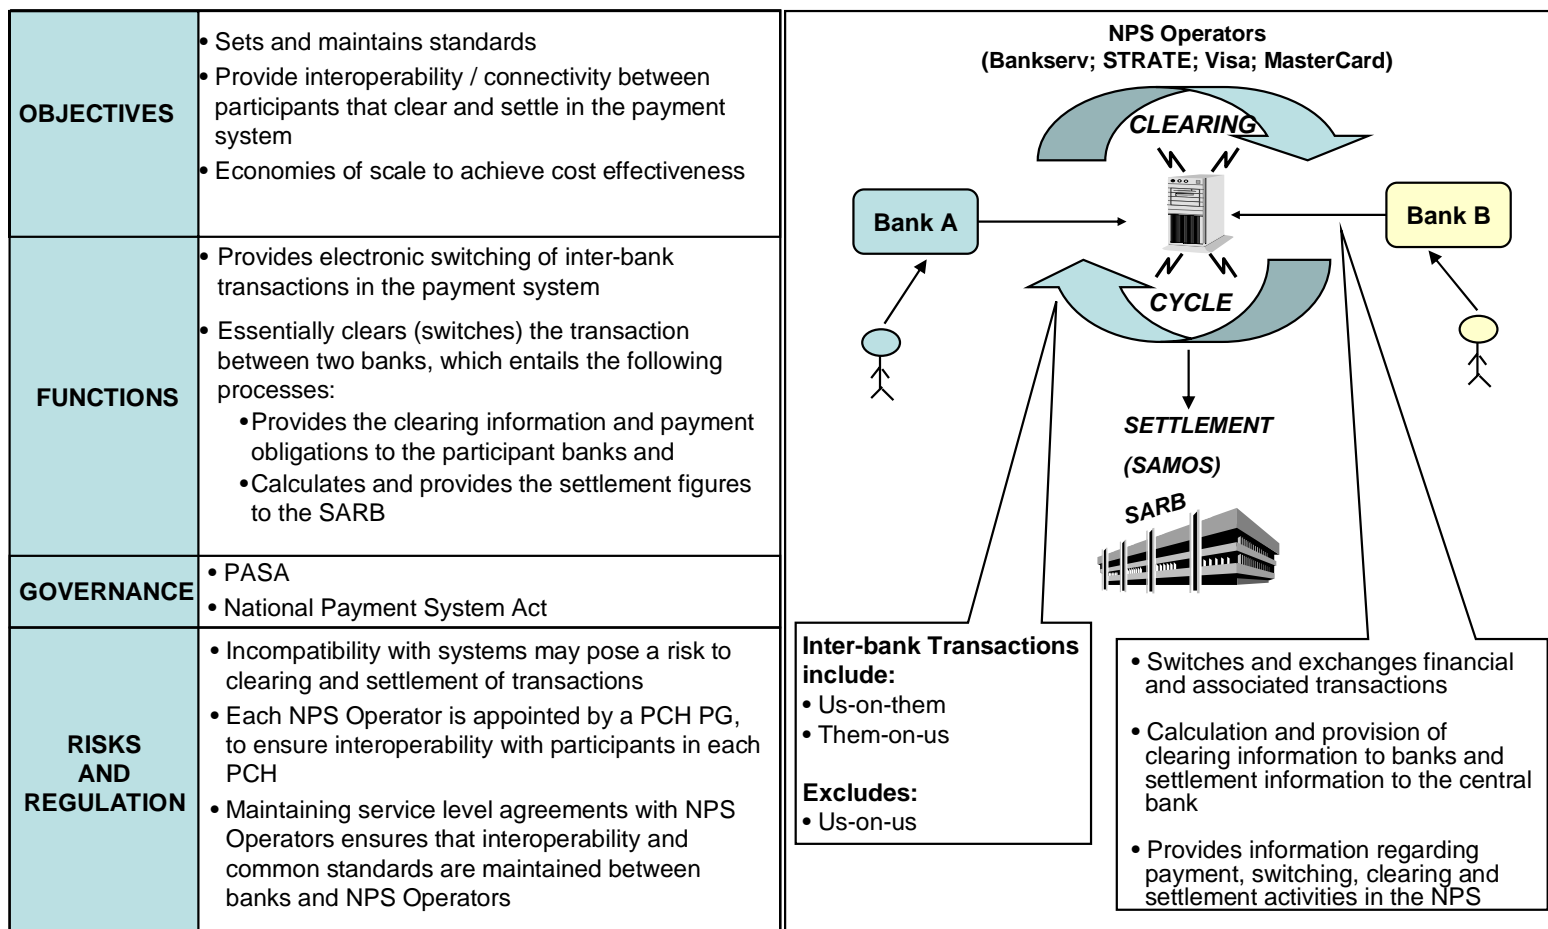 OBJECTIVES
• Sets and maintains standards
• Provide interoperability / connectivity between
participants that clear and settle in the payment
system
• Economies of scale to achieve cost effectiveness
FUNCTIONS
• Provides electronic switching of inter-bank
transactions in the payment system
• Essentially clears (switches) the transaction
between two banks, which entails the following
processes:
•Provides the clearing information and payment
obligations to the participant banks and
•Calculates and provides the settlement figures
to the SARB
GOVERNANCE
• PASA
• National Payment System Act
RISKS
AND
REGULATION
• Incompatibility with systems may pose a risk to
clearing and settlement of transactions
• Each NPS Operator is appointed by a PCH PG,
to ensure interoperability with participants in each
PCH
• Maintaining service level agreements with NPS
Operators ensures that interoperability and
common standards are maintained between
banks and NPS Operators
NPS Operators
(Bankserv; STRATE; Visa; MasterCard)
CLEARING
Bank A
Bank B
CYCLE
SETTLEMENT
(SAMOS)
SARB
Inter-bank Transactions
include:
• Us-on-them
• Them-on-us
Excludes:
• Us-on-us
• Switches and exchanges financial
and associated transactions
• Calculation and provision of
clearing information to banks and
settlement information to the central
bank
• Provides information regarding
payment, switching, clearing and
settlement activities in the NPS